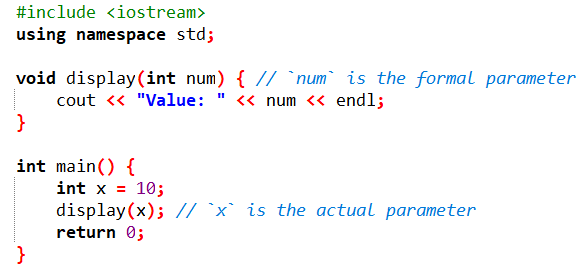 #include <iostream>
using namespace std;

void display(int num) { // `num` is the formal parameter
    cout << "Value: " << num << endl;
}

int main() {
    int x = 10;
    display(x); // `x` is the actual parameter
    return 0;
}